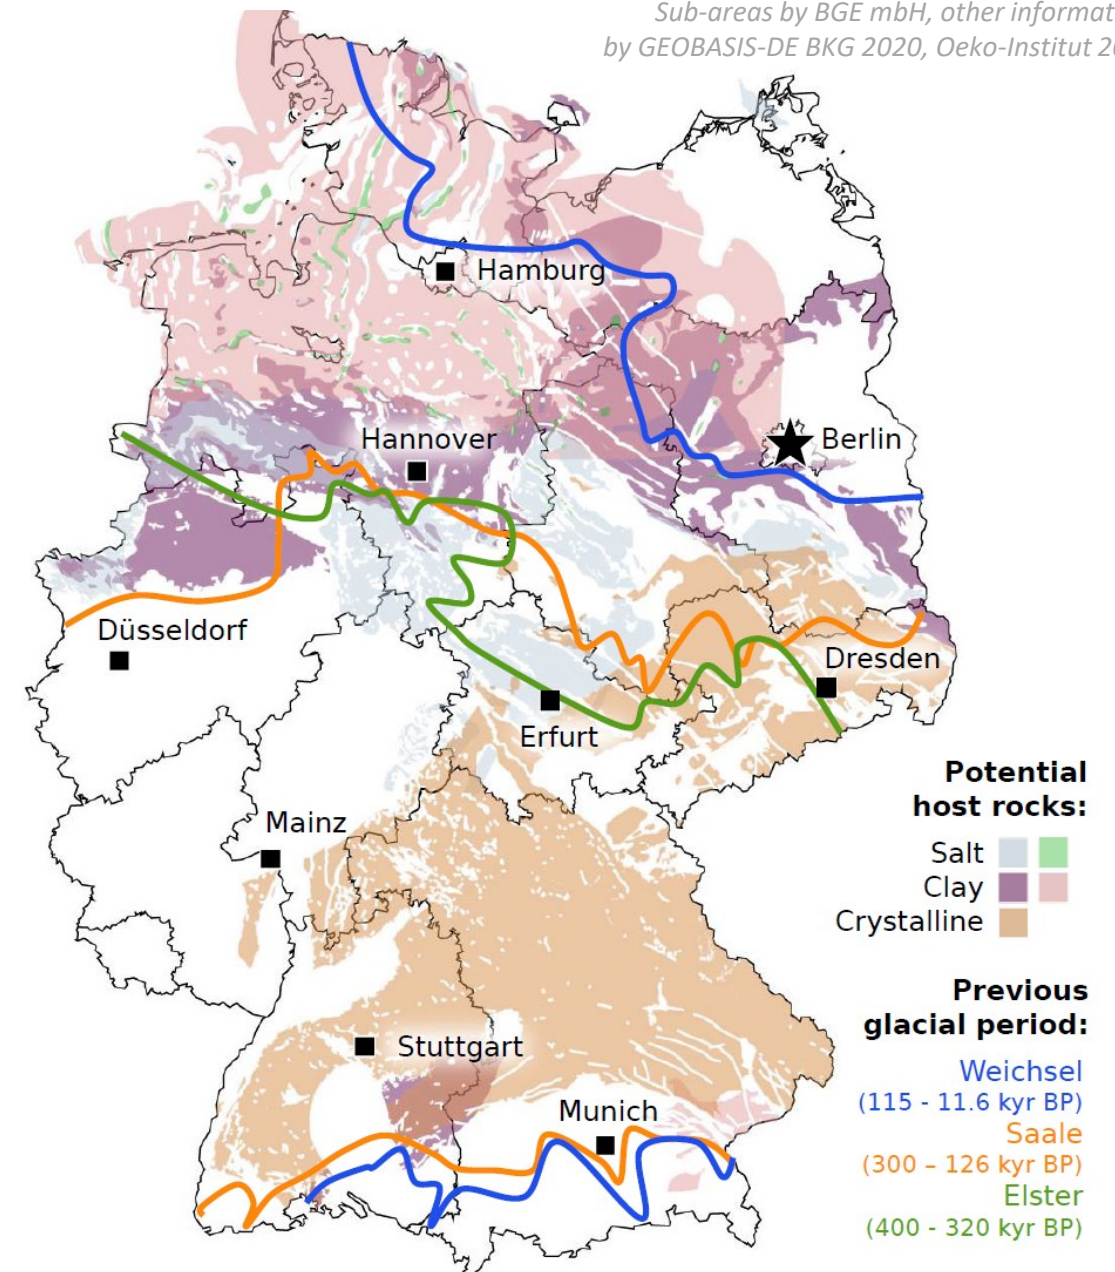 Sub-areas by BGE mbH, other informat
by GEOBASIS-DE BKG 2020, Oeko-Institut 20
Hamburg
Hannover
Berlin
Düsseldorf
Dresden
Erfurt
Mainz
Stuttgart
Munich
Potential
host rocks:
Salt
Clay
Crystalline
Previous
glacial period:
Weichsel
(115 - 11.6 kyr BP)
Saale
(300 – 126 kyr BP)
Elster
(400 - 320 kyr BP)